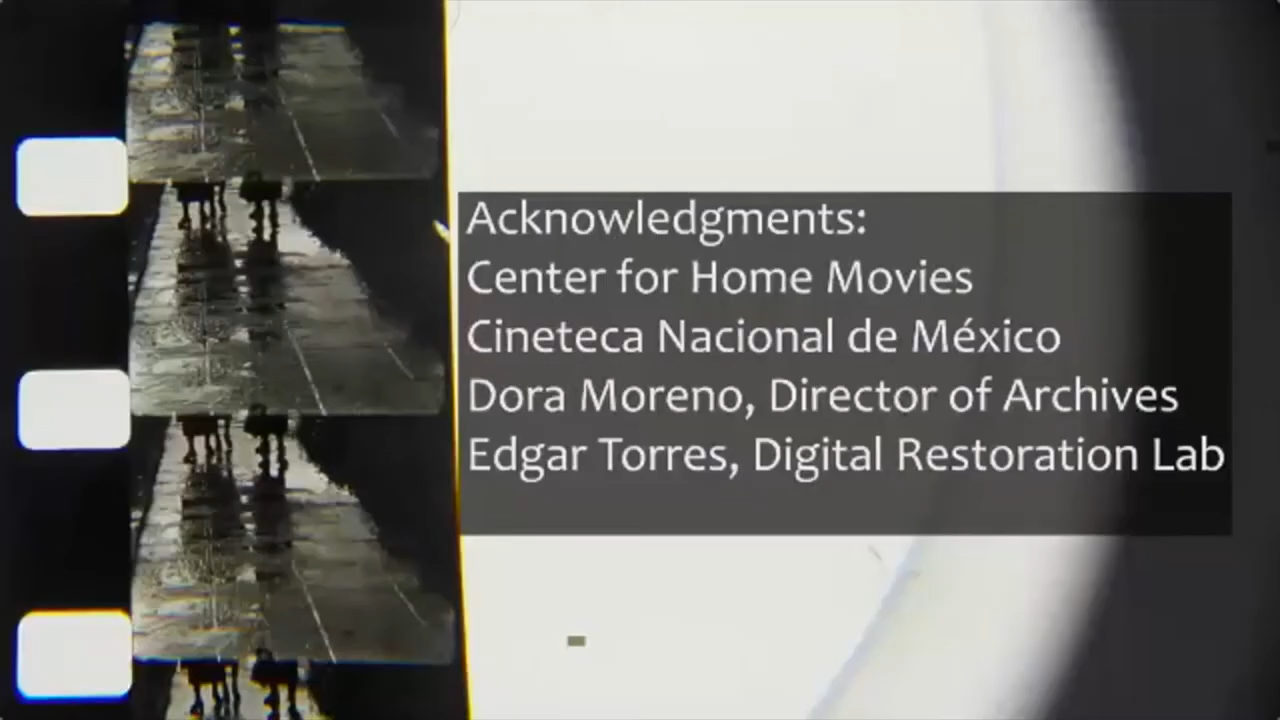 Acknowledgments:
Center for Home Movies
Cineteca Nacional de México
Dora Moreno, Director of Archives
Edgar Torres, Digital Restoration Lab